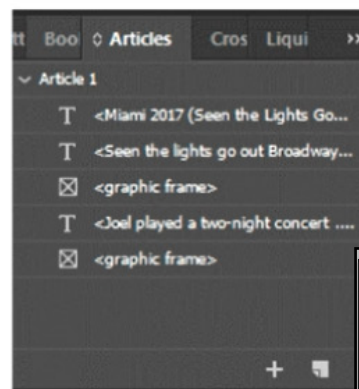 tt Boo Articles Cros Liqui >>
Article 1
T <Miami 2017 (Seen the Lights Go...
T <Seen the lights go out Broadway...
<graphic frame>
T <Joel played a two-night concert ....
<graphic frame>